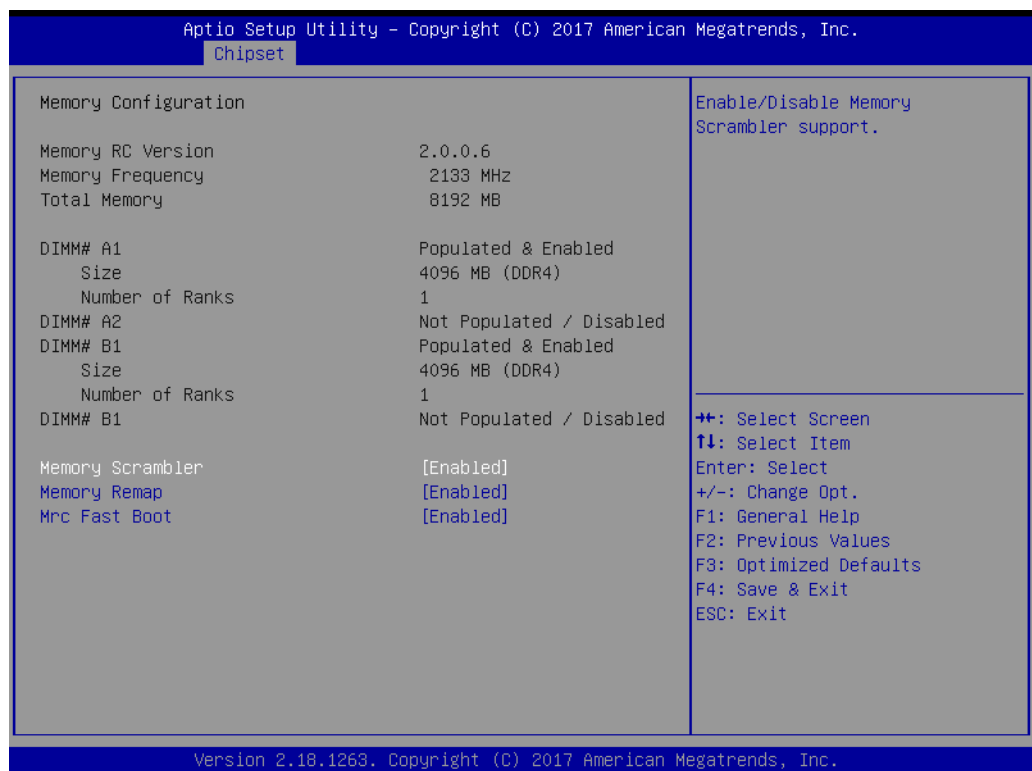 Aptio Setup Utility – Copyright (C) 2017 American Megatrends, Inc.
Chipset
Memory Configuration
Memory RC Version 2.0.0.6
Memory Frequency 2133 MHz
Total Memory 8192 MB
DIMM# A1 Populated & Enabled
Size 4096 MB (DDR4)
Number of Ranks 1
DIMM# A2 Not Populated / Disabled
DIMM# B1 Populated & Enabled
Size 4096 MB (DDR4)
Number of Ranks 1
DIMM# B1 Not Populated / Disabled
Memory Scrambler [Enabled]
Memory Remap [Enabled]
Mrc Fast Boot [Enabled]
Enable/Disable Memory
Scrambler support.
→←: Select Screen
↑↓: Select Item
Enter: Select
+/-: Change Opt.
F1: General Help
F2: Previous Values
F3: Optimized Defaults
F4: Save & Exit
ESC: Exit
Version 2.18.1263. Copyright (C) 2017 American Megatrends, Inc.